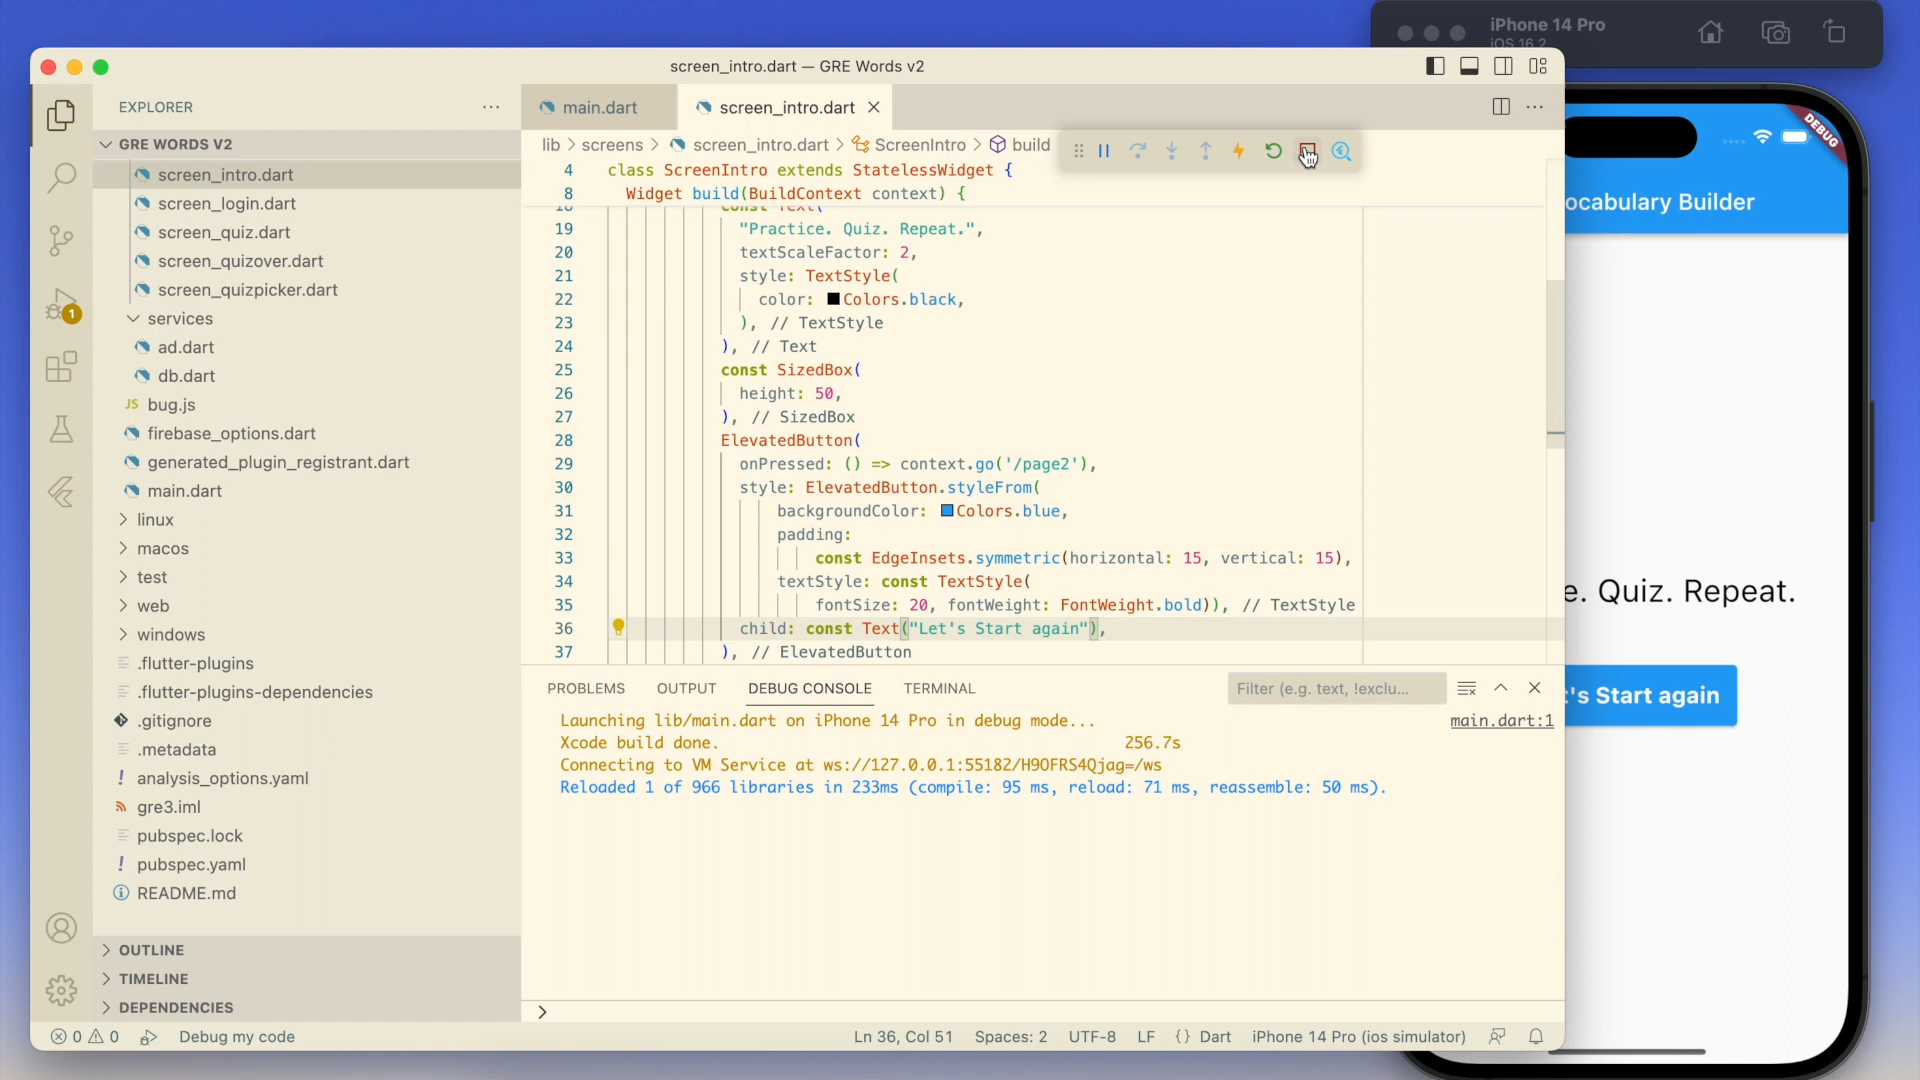 iPhone 14 Pro
iOS 16.2
screen_intro.dart — GRE Words v2
EXPLORER
GRE WORDS V2
screen_intro.dart
screen_login.dart
screen_quiz.dart
screen_quizover.dart
screen_quizpicker.dart
services
ad.dart
db.dart
JS bug.js
firebase_options.dart
generated_plugin_registrant.dart
main.dart
linux
macos
test
web
windows
.flutter-plugins
.flutter-plugins-dependencies
.gitignore
.metadata
! analysis_options.yaml
gre3.iml
pubspec.lock
! pubspec.yaml
README.md
OUTLINE
TIMELINE
DEPENDENCIES
1
main.dart
screen_intro.dart
lib > screens > screen_intro.dart > ScreenIntro > build
4 class ScreenIntro extends StatelessWidget {
8 Widget build(BuildContext context) {
18 const Text(
19 "Practice. Quiz. Repeat.",
20 textScaleFactor: 2,
21 style: TextStyle(
22 color: Colors.black,
23 ), // TextStyle
24 ), // Text
25 const SizedBox(
26 height: 50,
27 ), // SizedBox
28 ElevatedButton(
29 onPressed: () => context.go('/page2'),
30 style: ElevatedButton.styleFrom(
31 backgroundColor: Colors.blue,
32 padding:
33 const EdgeInsets.symmetric(horizontal: 15, vertical: 15),
34 textStyle: const TextStyle(
35 fontSize: 20, fontWeight: FontWeight.bold)), // TextStyle
36 child: const Text("Let's Start again"),
37 ), // ElevatedButton
PROBLEMS OUTPUT DEBUG CONSOLE TERMINAL
Filter (e.g. text, !exclu...
Launching lib/main.dart on iPhone 14 Pro in debug mode... main.dart:1
Xcode build done. 256.7s
Connecting to VM Service at ws://127.0.0.1:55182/H9OFRS4Qjag=/ws
Reloaded 1 of 966 libraries in 233ms (compile: 95 ms, reload: 71 ms, reassemble: 50 ms).
0 0 Debug my code
Ln 36, Col 51 Spaces: 2 UTF-8 LF {} Dart iPhone 14 Pro (ios simulator)
DEBUG
ocabulary Builder
e. Quiz. Repeat.
t's Start again